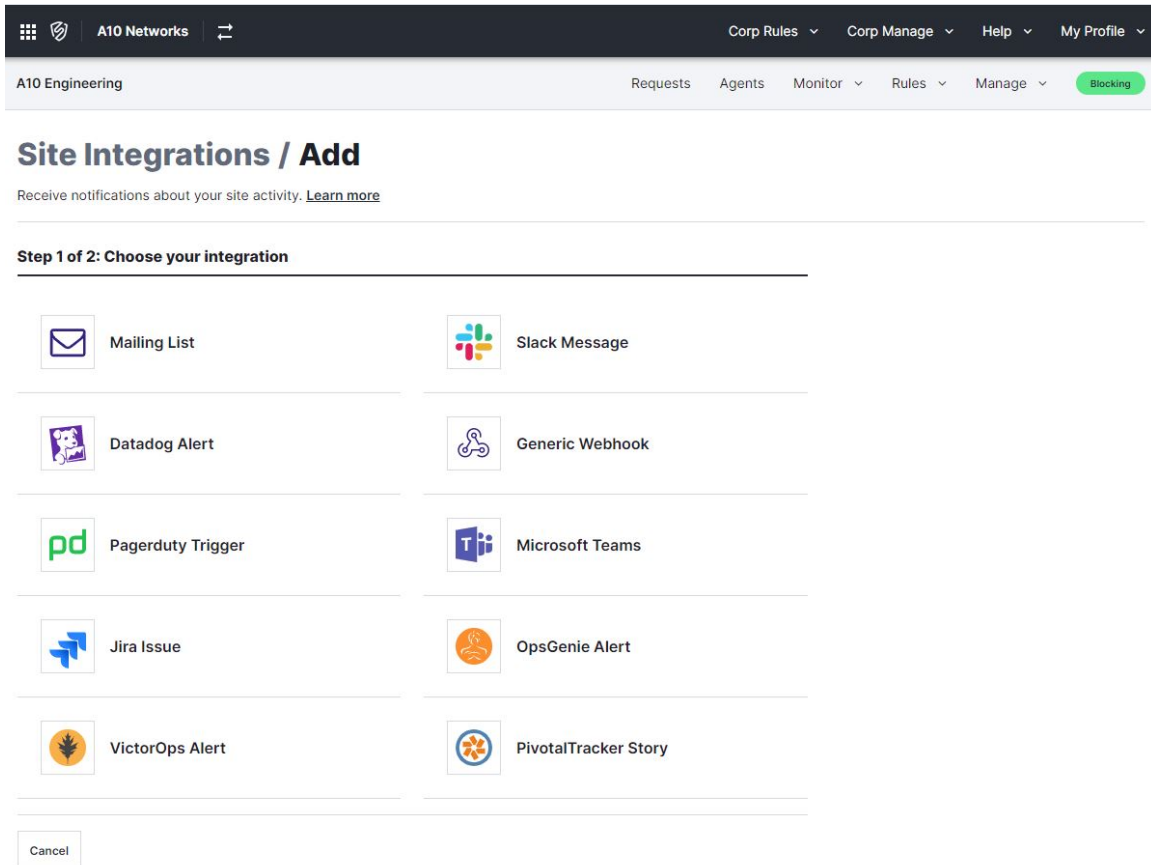 A10 Networks Corp Rules Corp Manage Help My Profile
A10 Engineering Requests Agents Monitor Rules Manage Blocking
Site Integrations / Add
Receive notifications about your site activity. Learn more
Step 1 of 2: Choose your integration
Mailing List
Slack Message
Datadog Alert
Generic Webhook
pd Pagerduty Trigger
T Microsoft Teams
Jira Issue
OpsGenie Alert
VictorOps Alert
PivotalTracker Story
Cancel